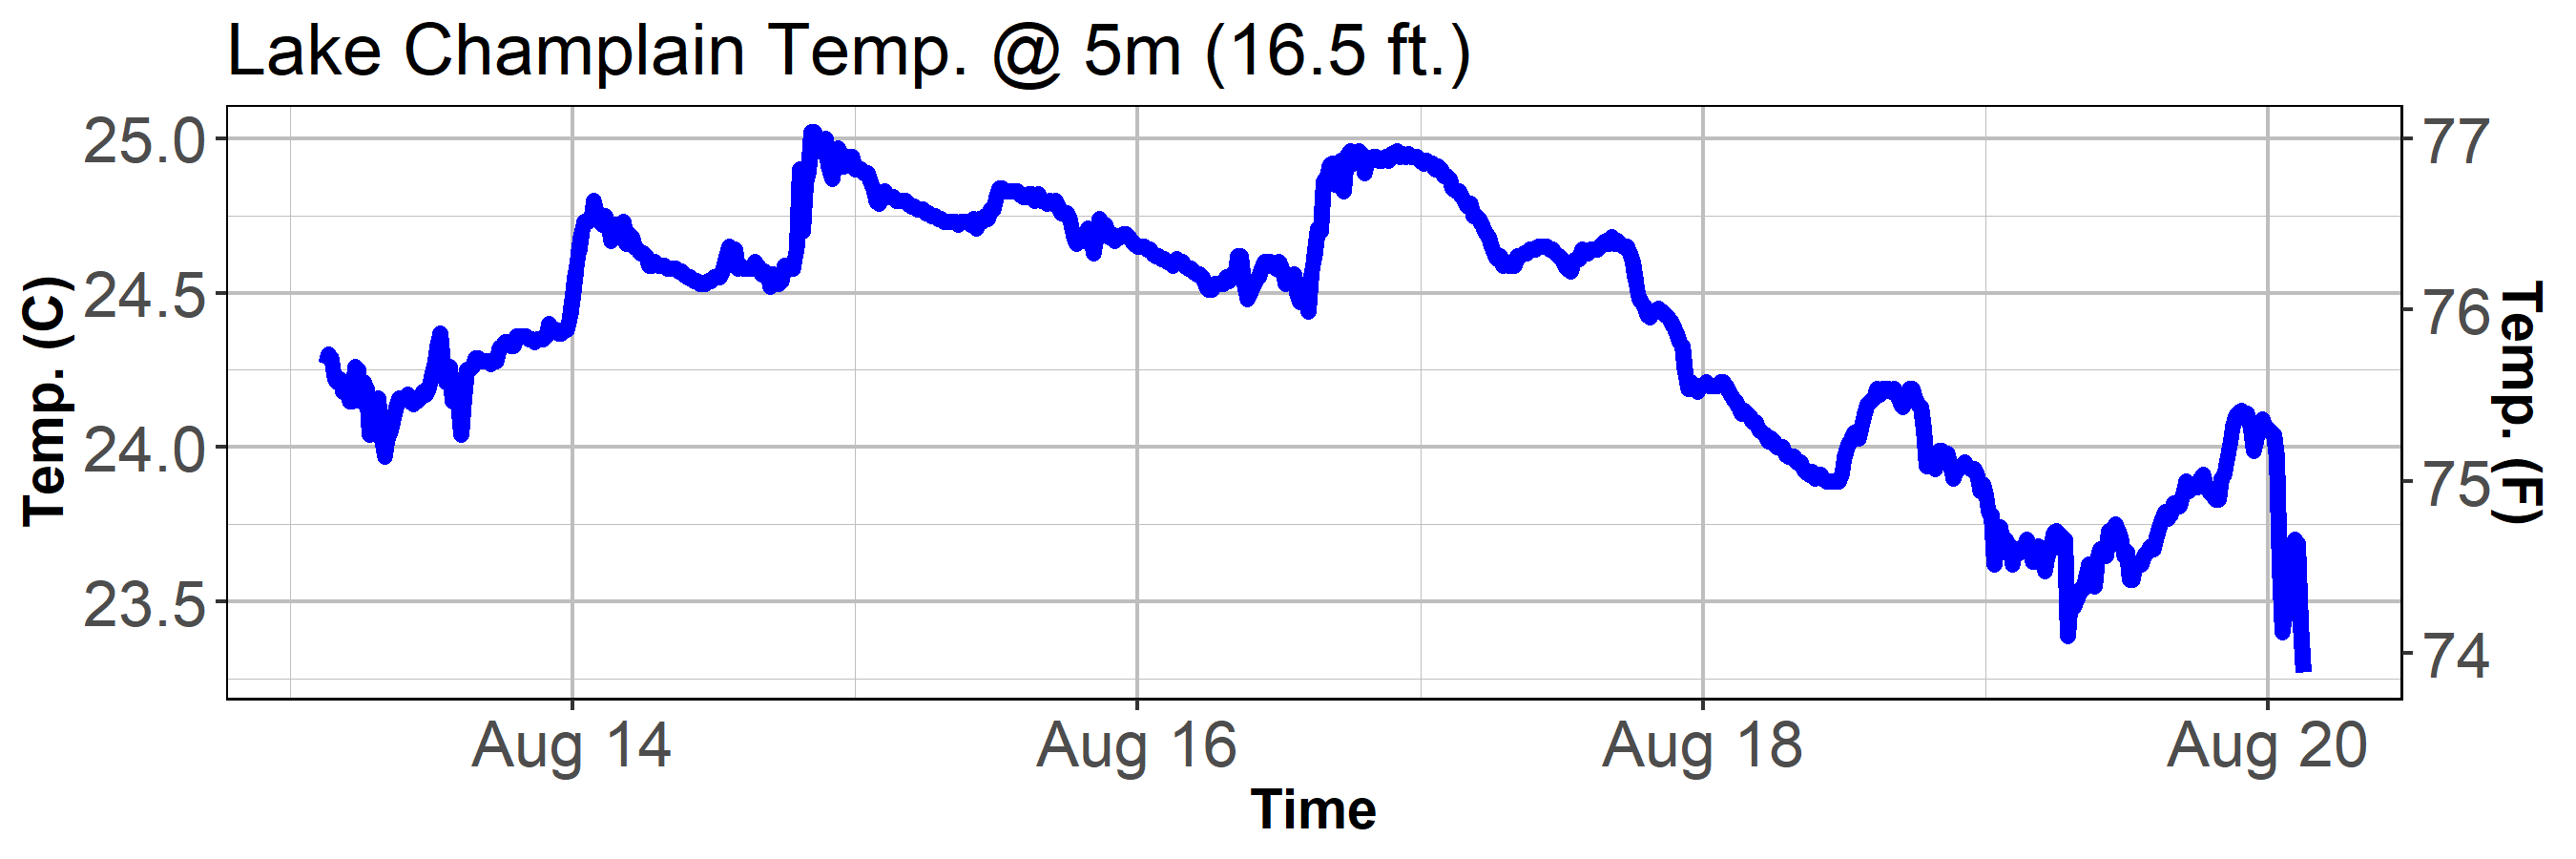 Lake Champlain Temp. @ 5m (16.5 ft.)
Temp. (C)
25.0
24.5
24.0
23.5
77
76
75
74
Temp. (F)
Aug 14 Aug 16 Aug 18 Aug 20
Time